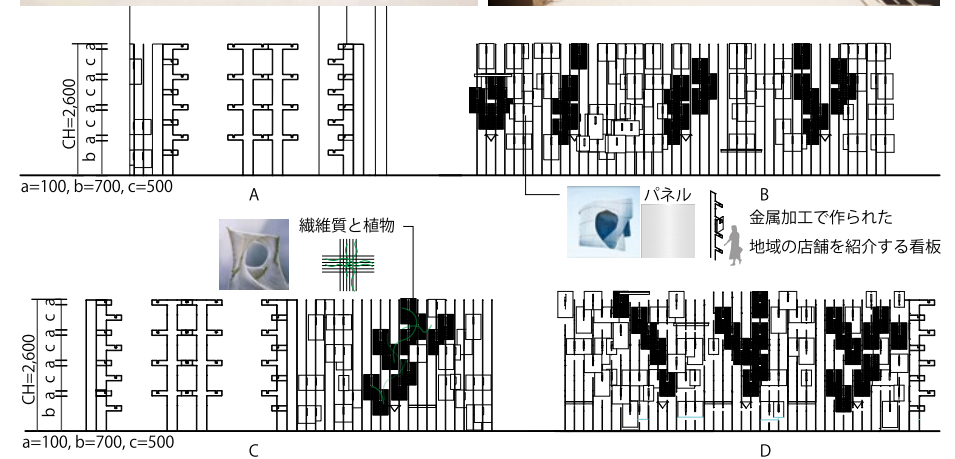 CH=2,600
b a c a c a c a
a=100, b=700, c=500
A
パネル
B
金属加工で作られた
地域の店舗を紹介する看板
繊維質と植物
CH=2,600
b a c a c a c a
a=100, b=700, c=500
C
D